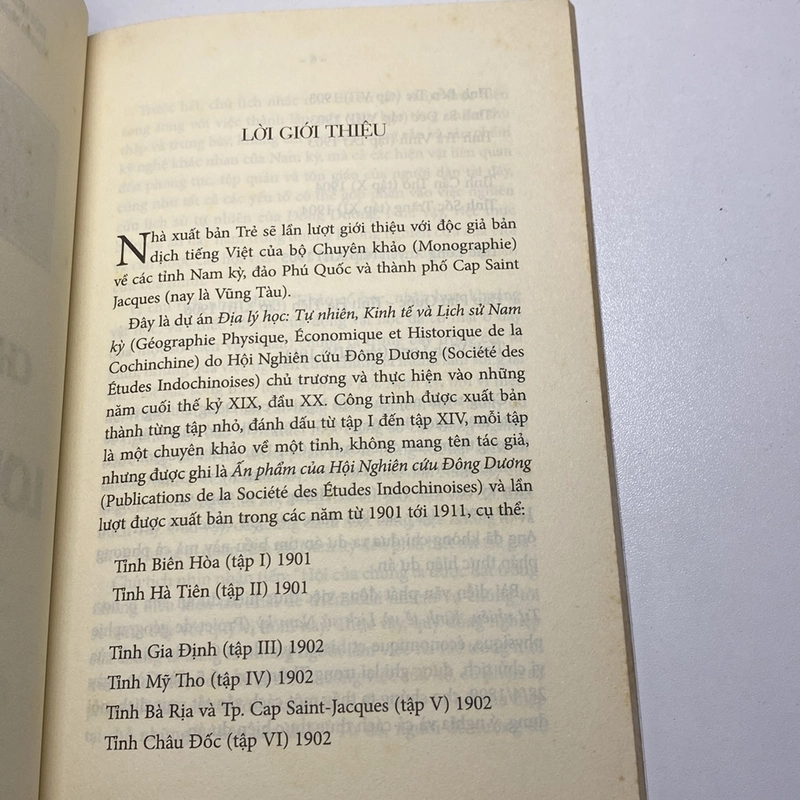 LỜI GIỚI THIỆU
Nhà xuất bản Trẻ sẽ lần lượt giới thiệu với độc giả bản
dịch tiếng Việt của bộ Chuyên khảo (Monographie)
về các tỉnh Nam kỳ, đảo Phú Quốc và thành phố Cap Saint
Jacques (nay là Vũng Tàu).
Đây là dự án Địa lý học: Tự nhiên, Kinh tế và Lịch sử Nam
kỳ (Géographie Physique, Économique et Historique de la
Cochinchine) do Hội Nghiên cứu Đông Dương (Société des
Études Indochinoises) chủ trương và thực hiện vào những
năm cuối thế kỷ XIX, đầu XX. Công trình được xuất bản
thành từng tập nhỏ, đánh dấu từ tập I đến tập XIV, mỗi tập
là một chuyên khảo về một tỉnh, không mang tên tác giả,
nhưng được ghi là Ấn phẩm của Hội Nghiên cứu Đông Dương
(Publications de la Société des Études Indochinoises) và lần
lượt được xuất bản trong các năm từ 1901 tới 1911, cụ thể:
Tỉnh Biên Hòa (tập I) 1901
Tỉnh Hà Tiên (tập II) 1901
Tỉnh Gia Định (tập III) 1902
Tỉnh Mỹ Tho (tập IV) 1902
Tỉnh Bà Rịa và Tp. Cap Saint-Jacques (tập V) 1902
Tỉnh Châu Đốc (tập VI) 1902